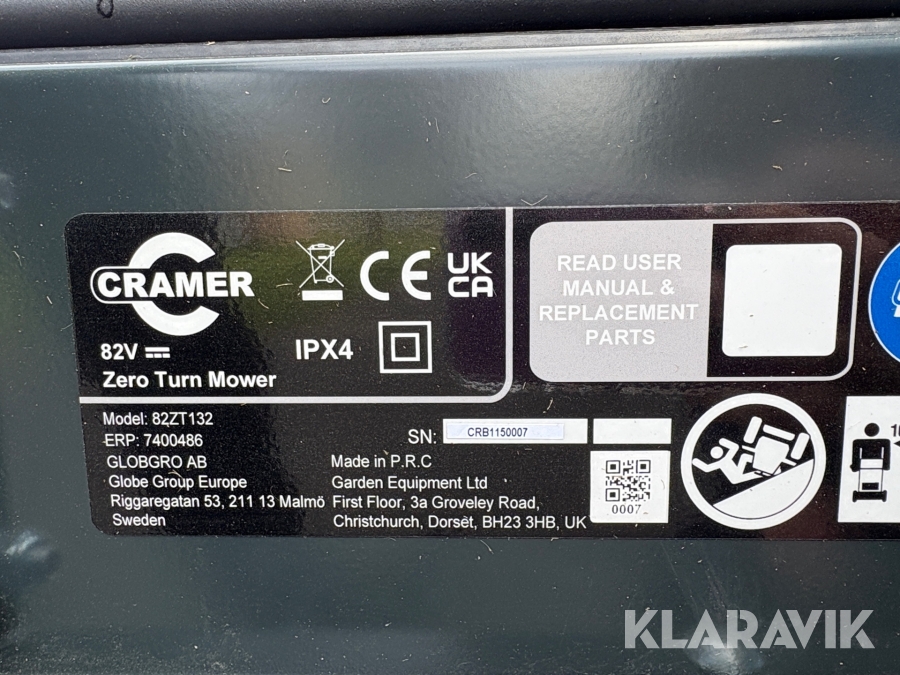 CRAMER
UK
CA
82V
IPX4
Zero Turn Mower
READ USER
MANUAL &
REPLACEMENT
PARTS
Model: 82ZT132
ERP: 7400486
GLOBGRO AB
Globe Group Europe
Riggaregatan 53, 211 13 Malmö
Sweden
SN: CRB1150007
Made in P.R.C
Garden Equipment Ltd
First Floor, 3a Groveley Road,
Christchurch, Dorset, BH23 3HB, UK
0007
10
KLARAVIK